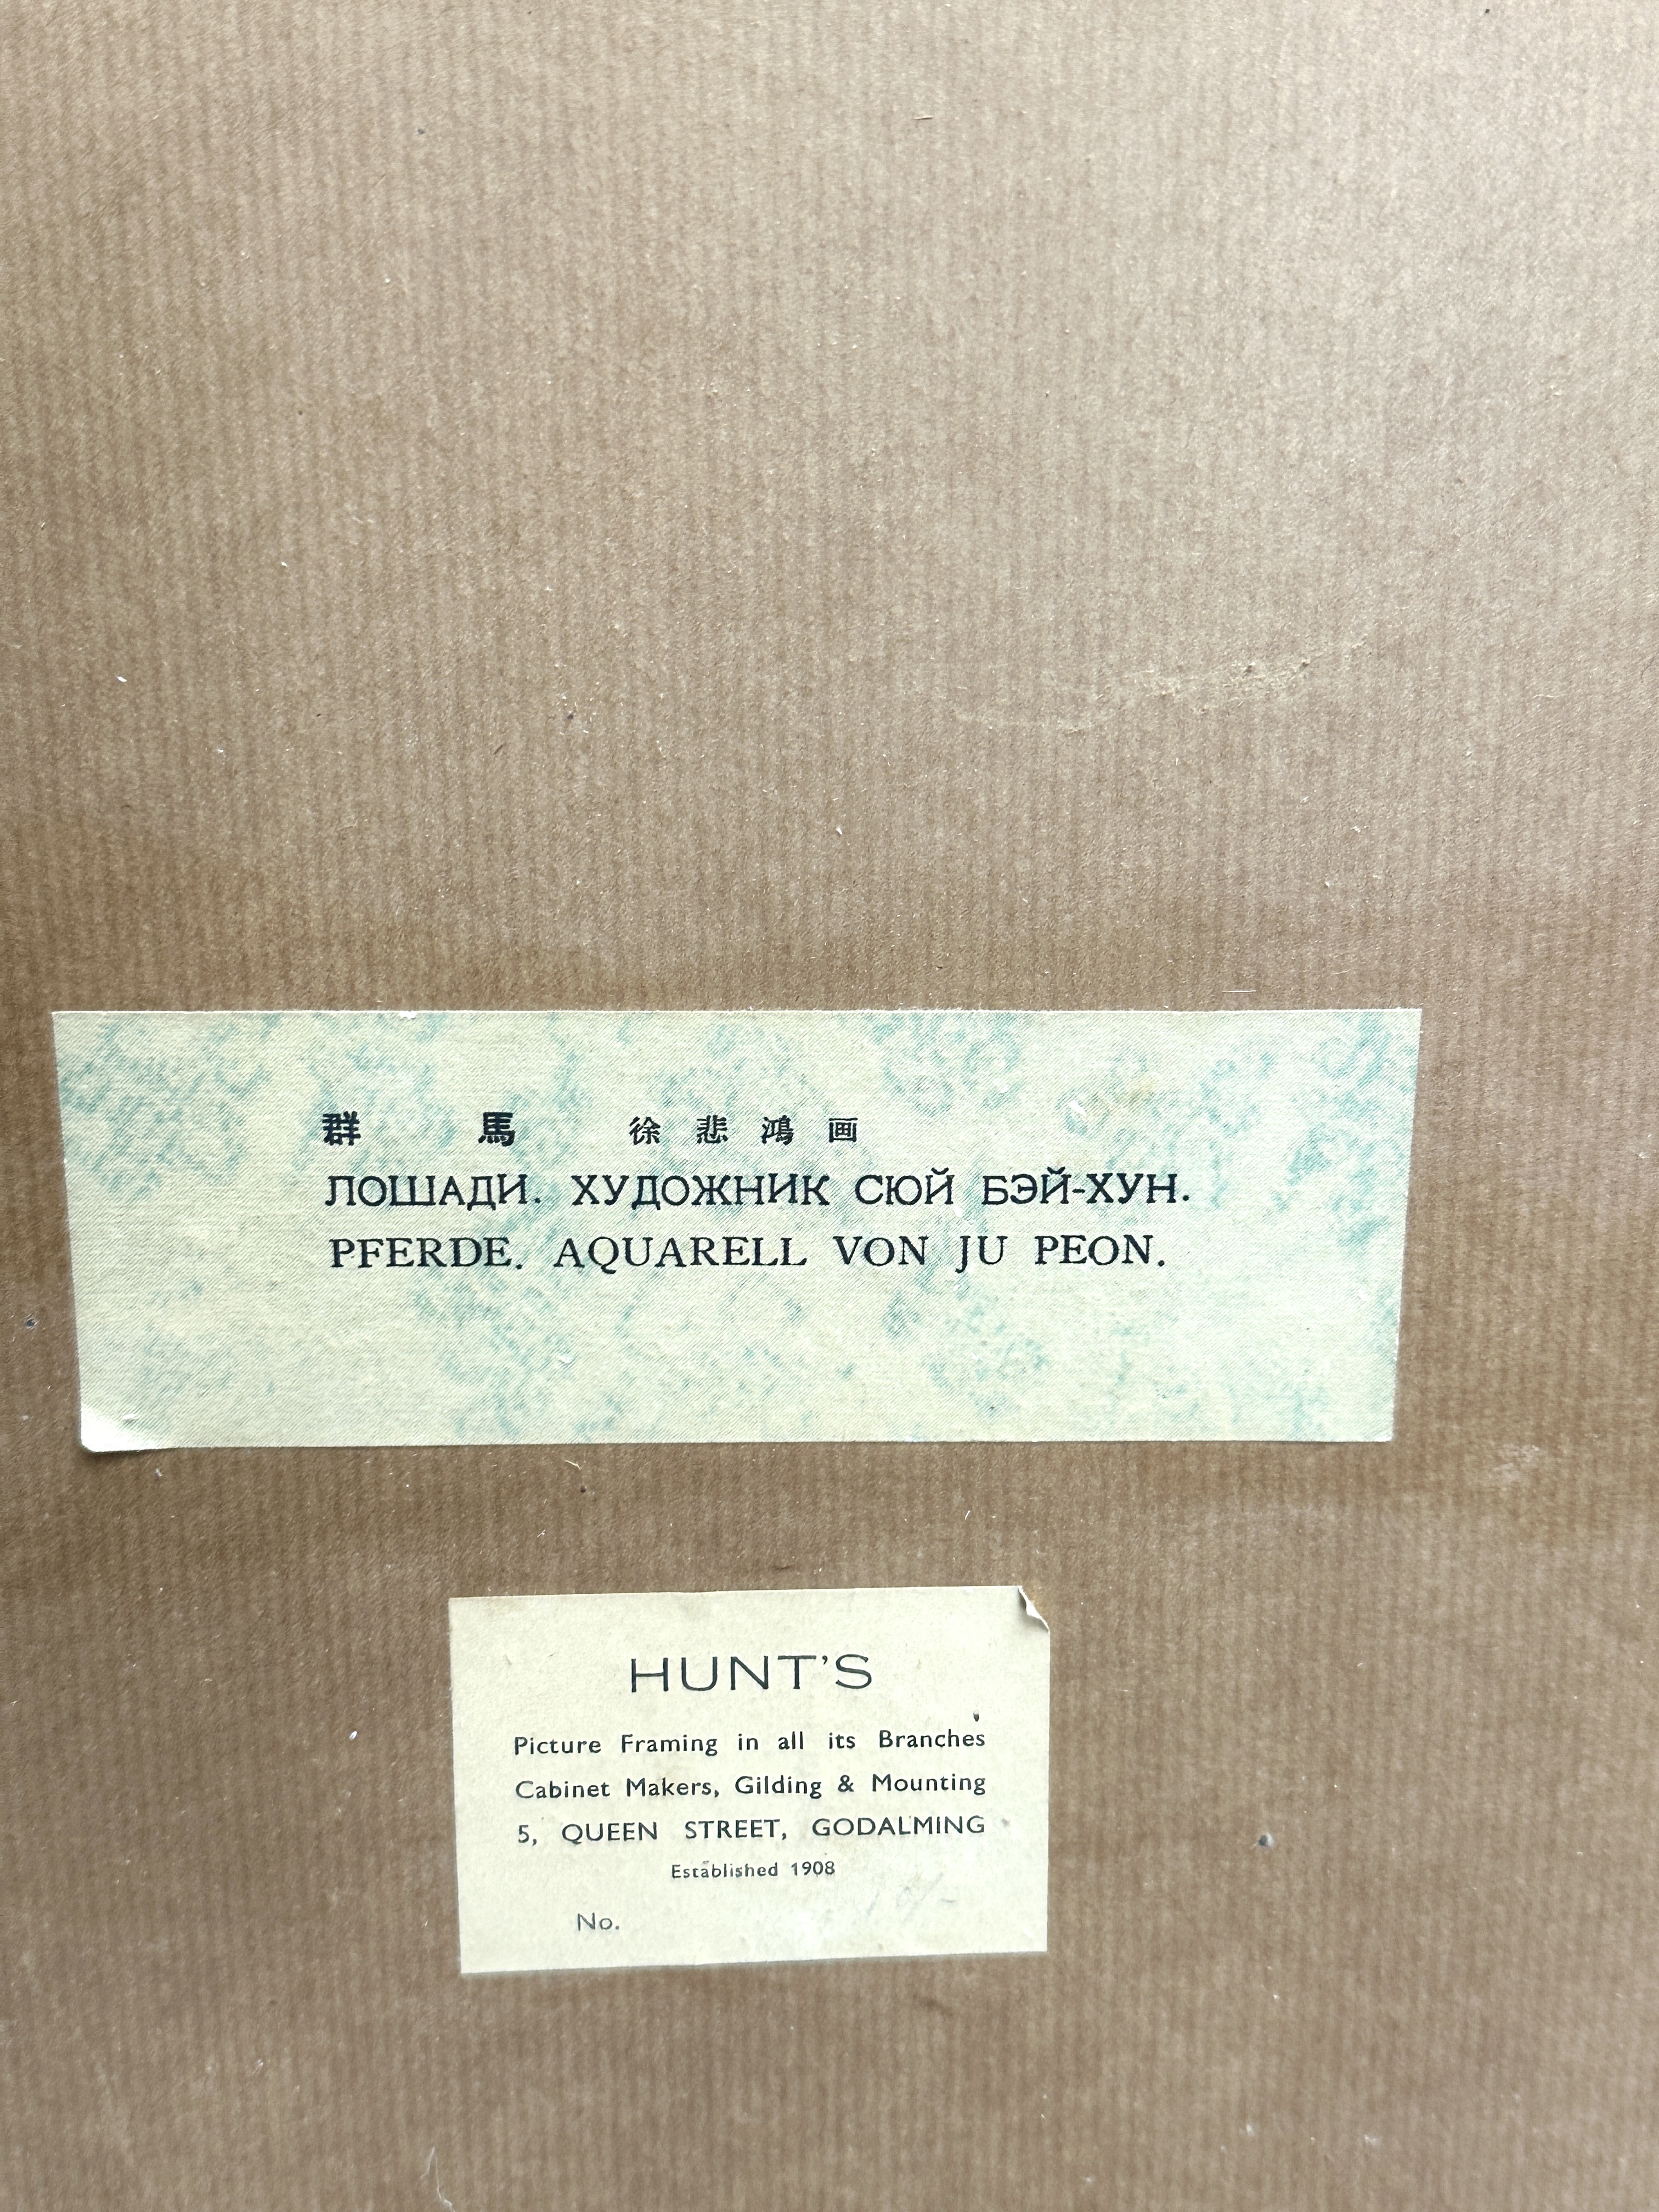 群 馬 徐悲鴻画
ЛОШАДИ. ХУДОЖНИК СЮЙ БЭЙ-ХУН.
PFERDE. AQUARELL VON JU PEON.
HUNT'S
Picture Framing in all its Branches
Cabinet Makers, Gilding & Mounting
5, QUEEN STREET, GODALMING
Established 1908
No.